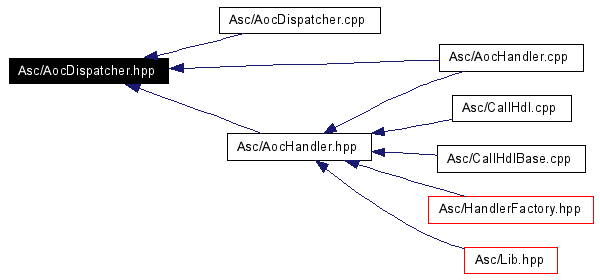 Asc/AocDispatcher.cpp
Asc/AocHandler.cpp
Asc/AocDispatcher.hpp
Asc/CallHdl.cpp
Asc/AocHandler.hpp
Asc/CallHdlBase.cpp
Asc/HandlerFactory.hpp
Asc/Lib.hpp